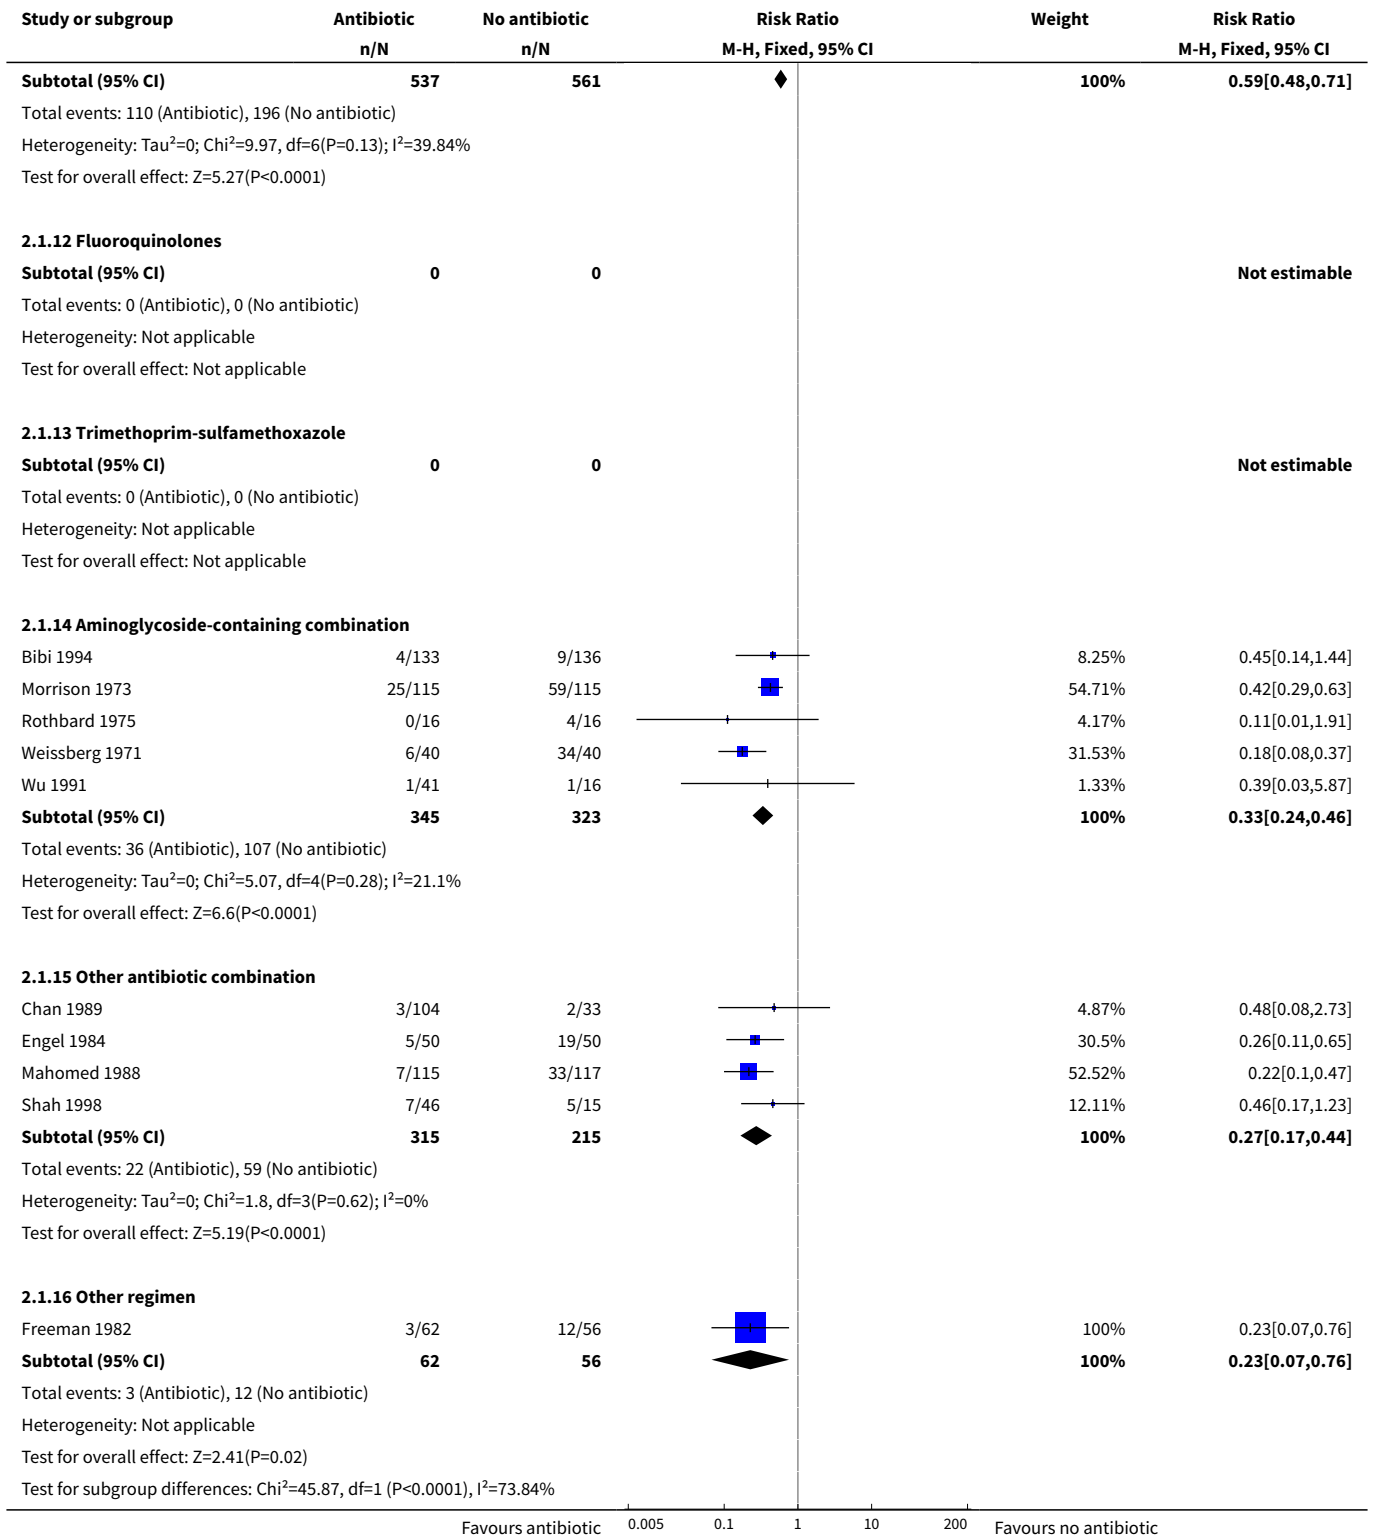 Study or subgroup Antibiotic No antibiotic Risk Ratio Weight Risk Ratio
n/N n/N M-H, Fixed, 95% CI M-H, Fixed, 95% CI
Subtotal (95% CI) 537 561 100% 0.59[0.48,0.71]
Total events: 110 (Antibiotic), 196 (No antibiotic)
Heterogeneity: Tau²=0; Chi²=9.97, df=6(P=0.13); I²=39.84%
Test for overall effect: Z=5.27(P<0.0001)
2.1.12 Fluoroquinolones
Subtotal (95% CI) 0 0 Not estimable
Total events: 0 (Antibiotic), 0 (No antibiotic)
Heterogeneity: Not applicable
Test for overall effect: Not applicable
2.1.13 Trimethoprim-sulfamethoxazole
Subtotal (95% CI) 0 0 Not estimable
Total events: 0 (Antibiotic), 0 (No antibiotic)
Heterogeneity: Not applicable
Test for overall effect: Not applicable
2.1.14 Aminoglycoside-containing combination
Bibi 1994 4/133 9/136 8.25% 0.45[0.14,1.44]
Morrison 1973 25/115 59/115 54.71% 0.42[0.29,0.63]
Rothbard 1975 0/16 4/16 4.17% 0.11[0.01,1.91]
Weissberg 1971 6/40 34/40 31.53% 0.18[0.08,0.37]
Wu 1991 1/41 1/16 1.33% 0.39[0.03,5.87]
Subtotal (95% CI) 345 323 100% 0.33[0.24,0.46]
Total events: 36 (Antibiotic), 107 (No antibiotic)
Heterogeneity: Tau²=0; Chi²=5.07, df=4(P=0.28); I²=21.1%
Test for overall effect: Z=6.6(P<0.0001)
2.1.15 Other antibiotic combination
Chan 1989 3/104 2/33 4.87% 0.48[0.08,2.73]
Engel 1984 5/50 19/50 30.5% 0.26[0.11,0.65]
Mahomed 1988 7/115 33/117 52.52% 0.22[0.1,0.47]
Shah 1998 7/46 5/15 12.11% 0.46[0.17,1.23]
Subtotal (95% CI) 315 215 100% 0.27[0.17,0.44]
Total events: 22 (Antibiotic), 59 (No antibiotic)
Heterogeneity: Tau²=0; Chi²=1.8, df=3(P=0.62); I²=0%
Test for overall effect: Z=5.19(P<0.0001)
2.1.16 Other regimen
Freeman 1982 3/62 12/56 100% 0.23[0.07,0.76]
Subtotal (95% CI) 62 56 100% 0.23[0.07,0.76]
Total events: 3 (Antibiotic), 12 (No antibiotic)
Heterogeneity: Not applicable
Test for overall effect: Z=2.41(P=0.02)
Test for subgroup differences: Chi²=45.87, df=1 (P<0.0001), I²=73.84%
Favours antibiotic 0.005 0.1 1 10 200 Favours no antibiotic